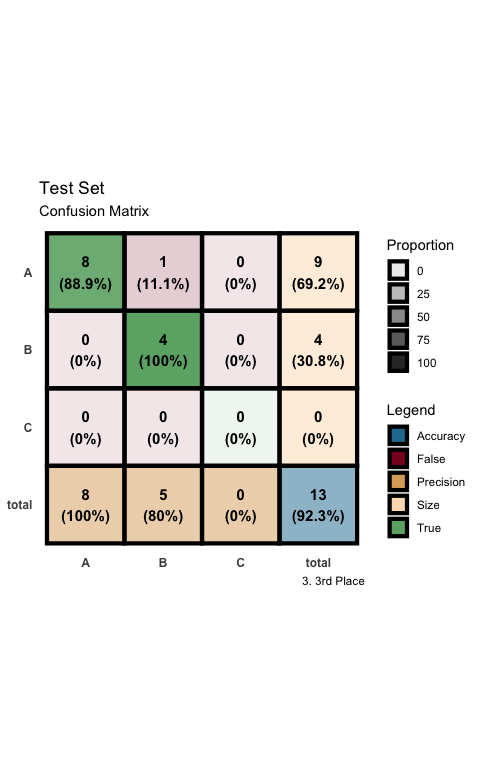 Test Set
Confusion Matrix
A
8
(88.9%)
1
(11.1%)
0
(0%)
9
(69.2%)
B
0
(0%)
4
(100%)
0
(0%)
4
(30.8%)
C
0
(0%)
0
(0%)
0
(0%)
0
(0%)
total
8
(100%)
5
(80%)
0
(0%)
13
(92.3%)
A
B
C
total
3. 3rd Place
Proportion
0
25
50
75
100
Legend
Accuracy
False
Precision
Size
True